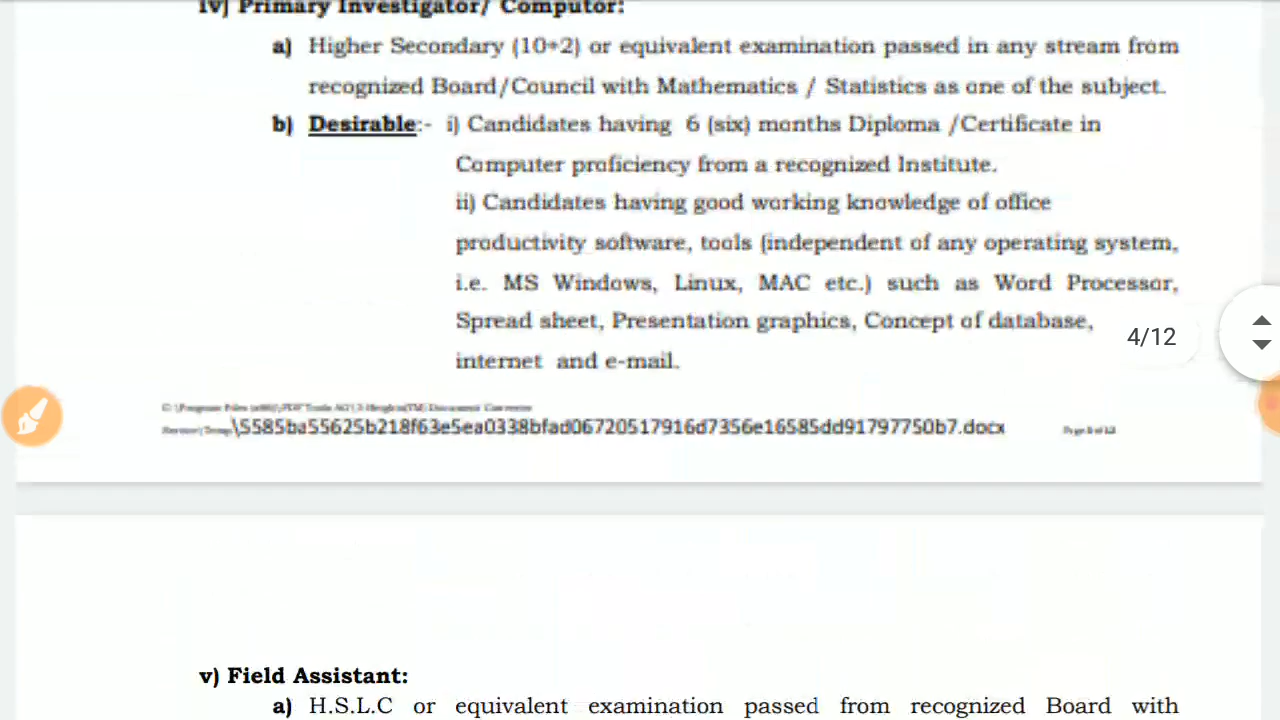 iv) Primary Investigator/ Computor:
a) Higher Secondary (10+2) or equivalent examination passed in any stream from
recognized Board/Council with Mathematics / Statistics as one of the subject.
b) Desirable:- i) Candidates having 6 (six) months Diploma /Certificate in
Computer proficiency from a recognized Institute.
ii) Candidates having good working knowledge of office
productivity software, tools (independent of any operating system,
i.e. MS Windows, Linux, MAC etc.) such as Word Processor,
Spread sheet, Presentation graphics, Concept of database,
4/12
internet and e-mail.
\5585ba55625b218f63e5ea0338bfad06720517916d7356e16585dd91797750b7.docx
v) Field Assistant:
a) H.S.L.C or equivalent examination passed from recognized Board with